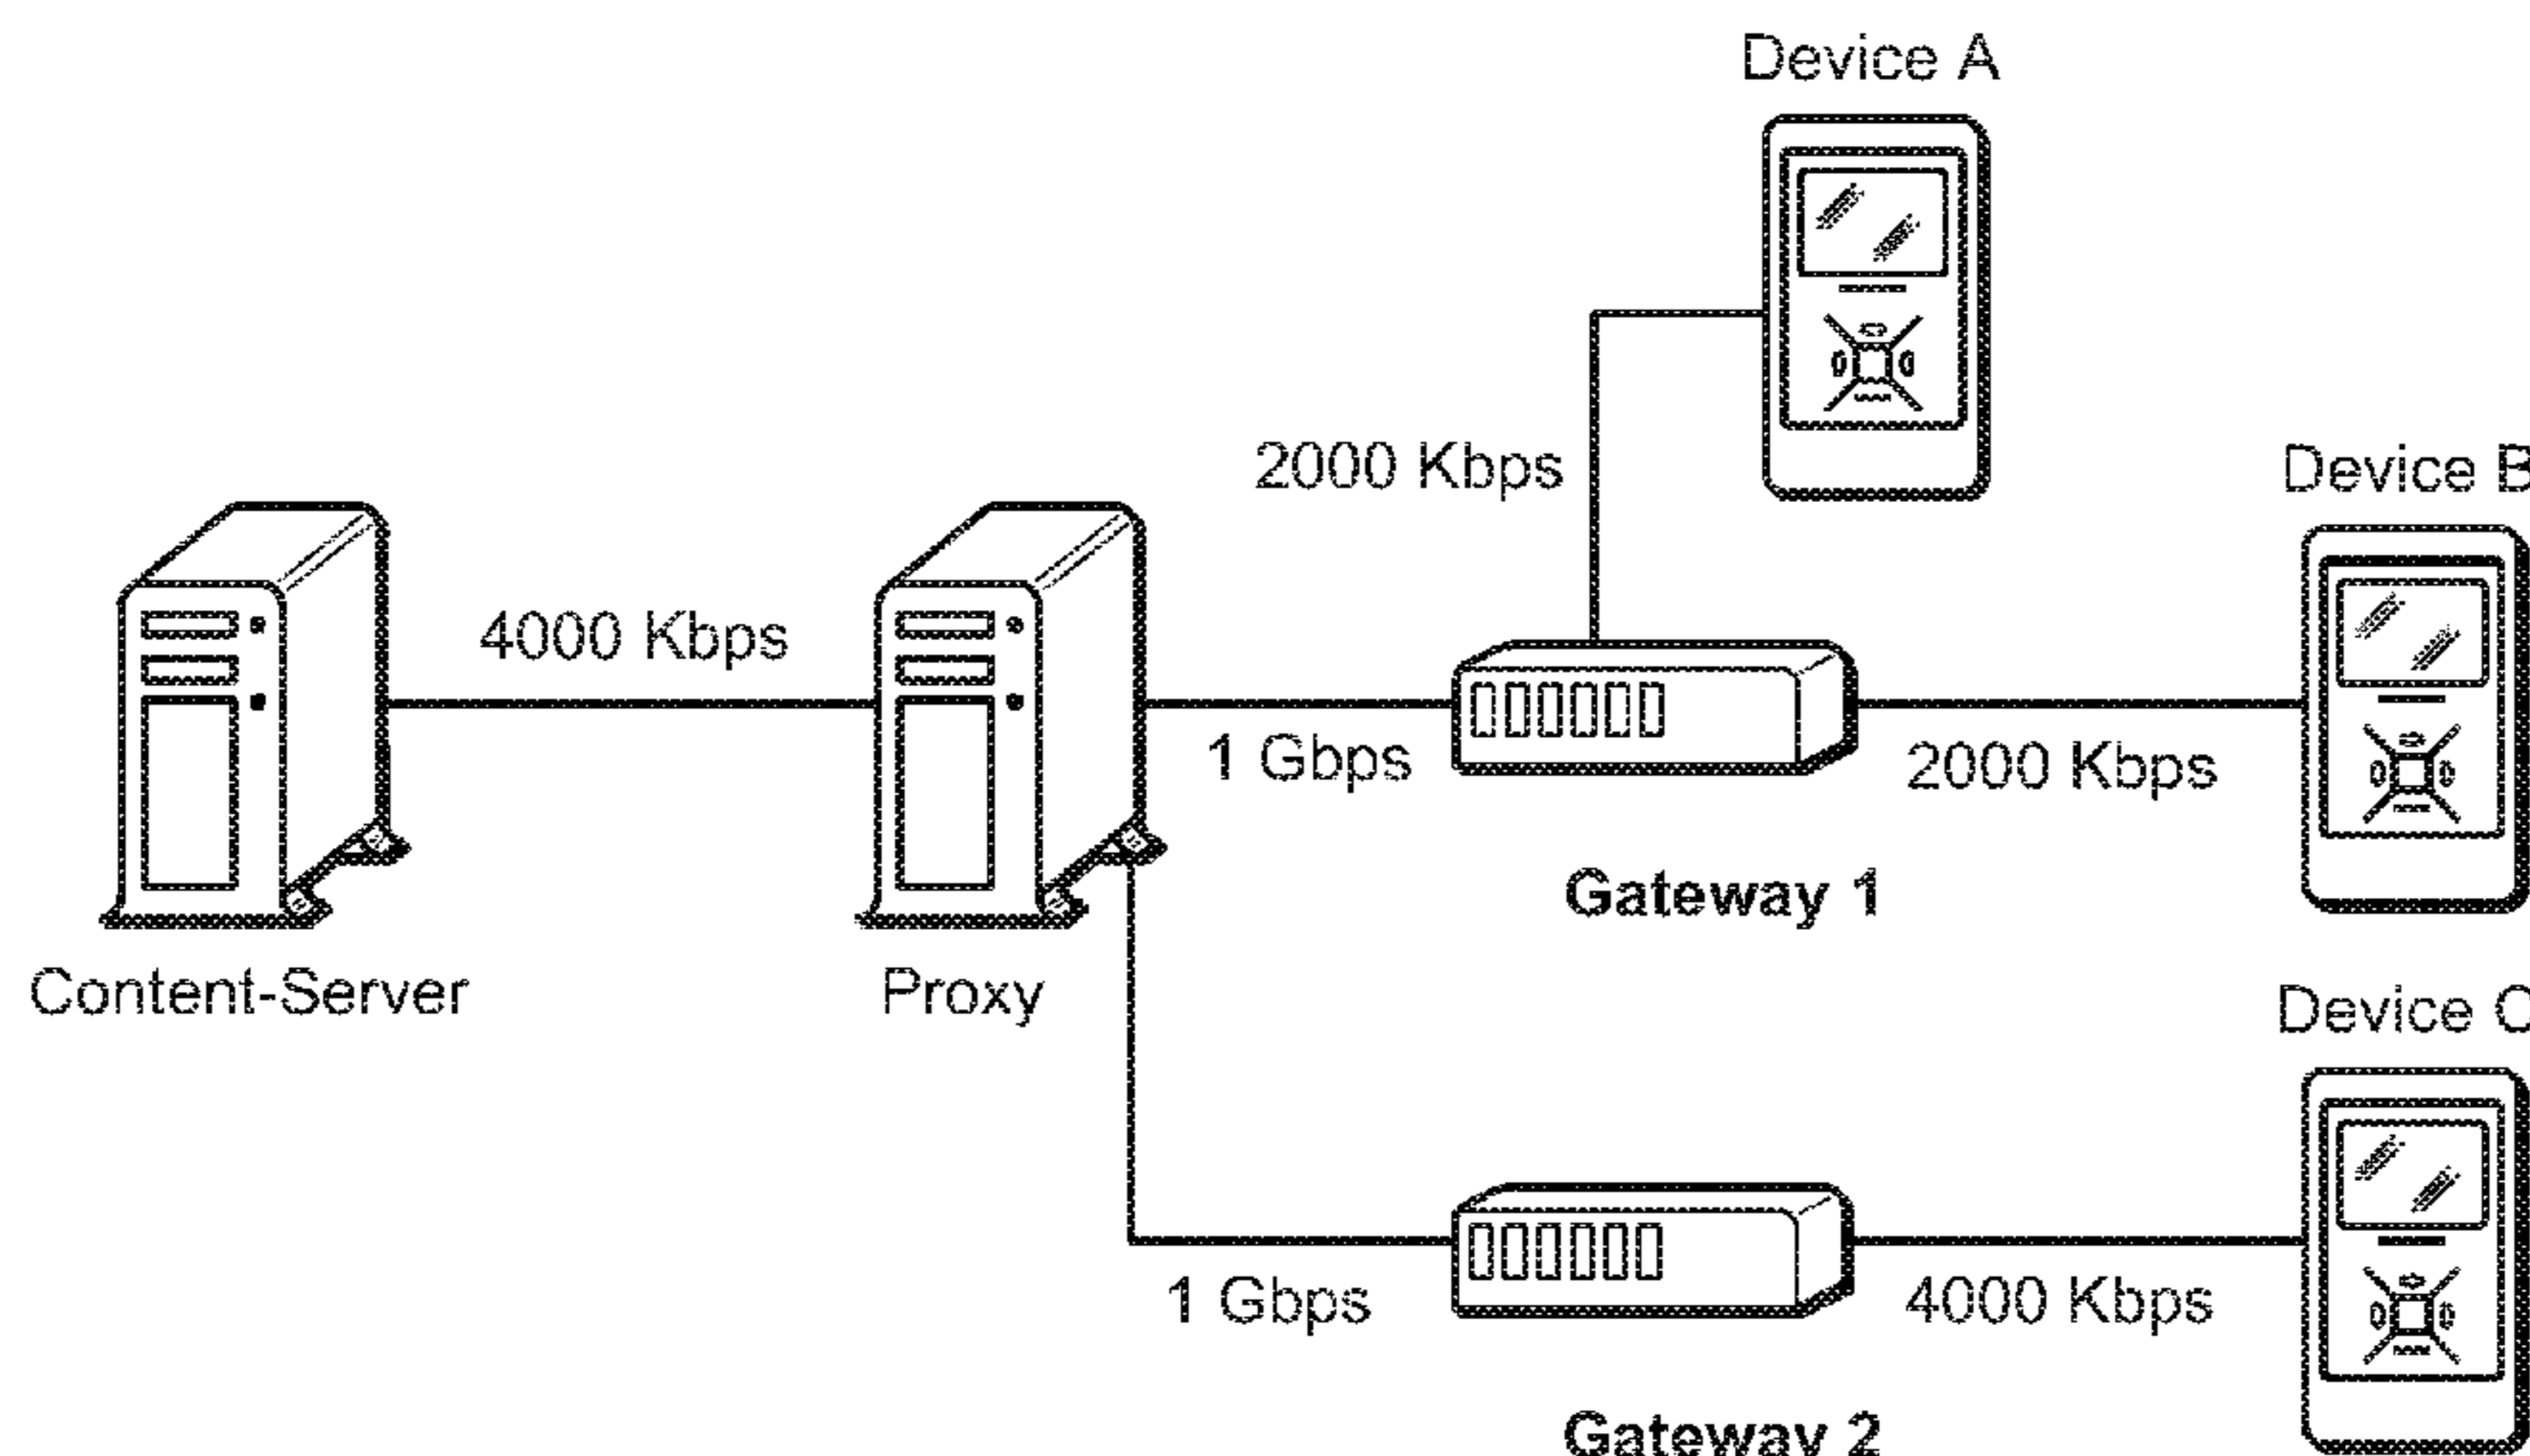 Device A
2000 Kbps
Device B
4000 Kbps
1 Gbps
2000 Kbps
Gateway 1
Content-Server
Proxy
Device C
1 Gbps
4000 Kbps
Gateway 2